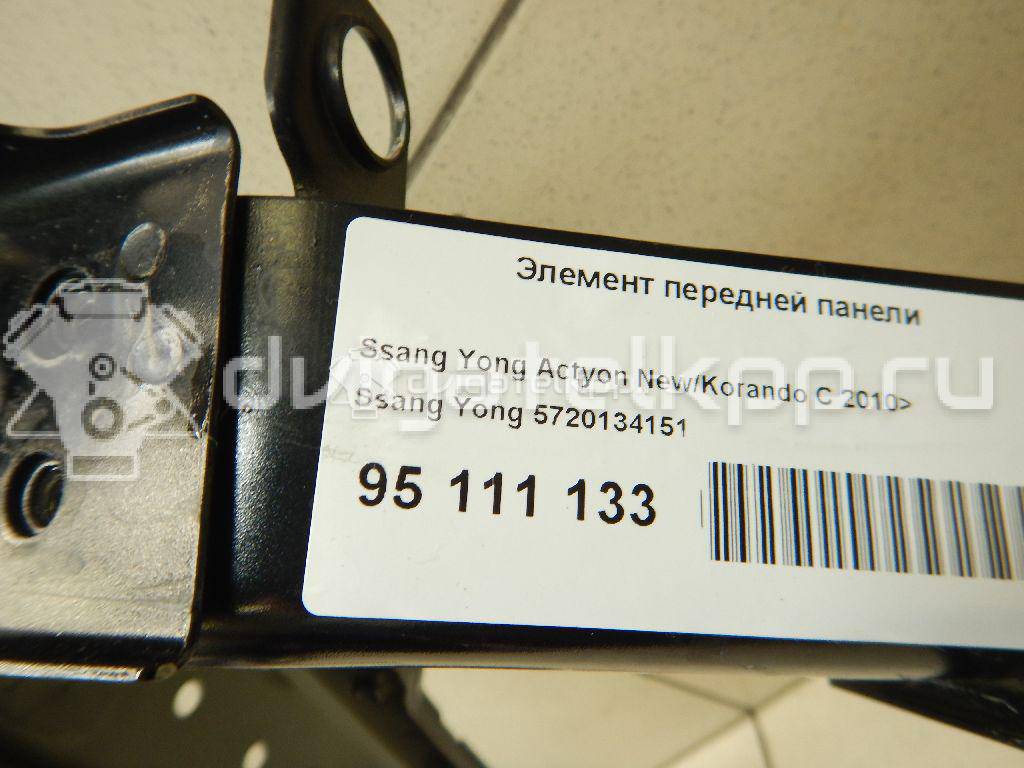 Элемент передней панели
Ssang Yong Actyon New/Korando C 2010>
Ssang Yong 5720134151
95 111 133
dvigatelkpp.ru